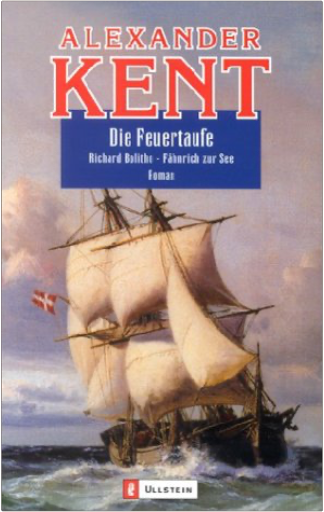 ALEXANDER
KENT
Die Feuertaufe
Richard Bolitho - Fähnrich zur See
Roman
ULLSTEIN